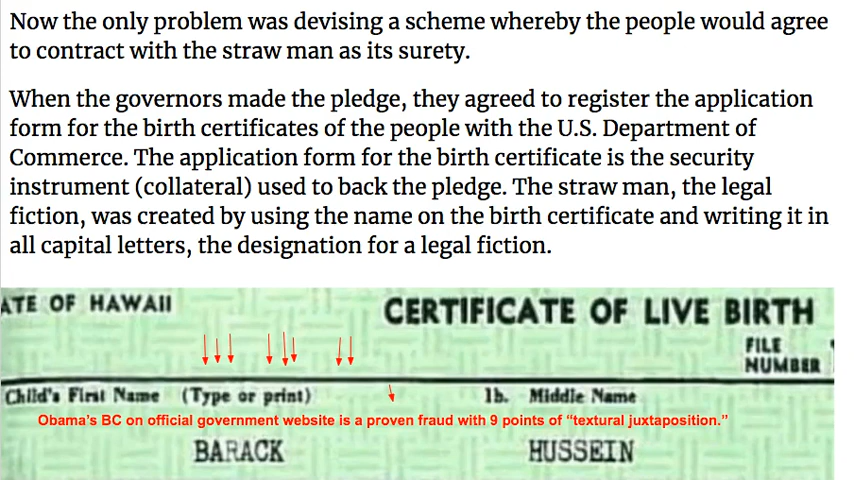 Now the only problem was devising a scheme whereby the people would agree
to contract with the straw man as its surety.
When the governors made the pledge, they agreed to register the application
form for the birth certificates of the people with the U.S. Department of
Commerce. The application form for the birth certificate is the security
instrument (collateral) used to back the pledge. The straw man, the legal
fiction, was created by using the name on the birth certificate and writing it in
all capital letters, the designation for a legal fiction.
ATE OF HAWAII
CERTIFICATE OF LIVE BIRTH
FILE
NUMBER
Child's First Name (Type or print)
1b. Middle Name
Obama's BC on official government website is a proven fraud with 9 points of "textural juxtaposition."
BARACK
HUSSEIN